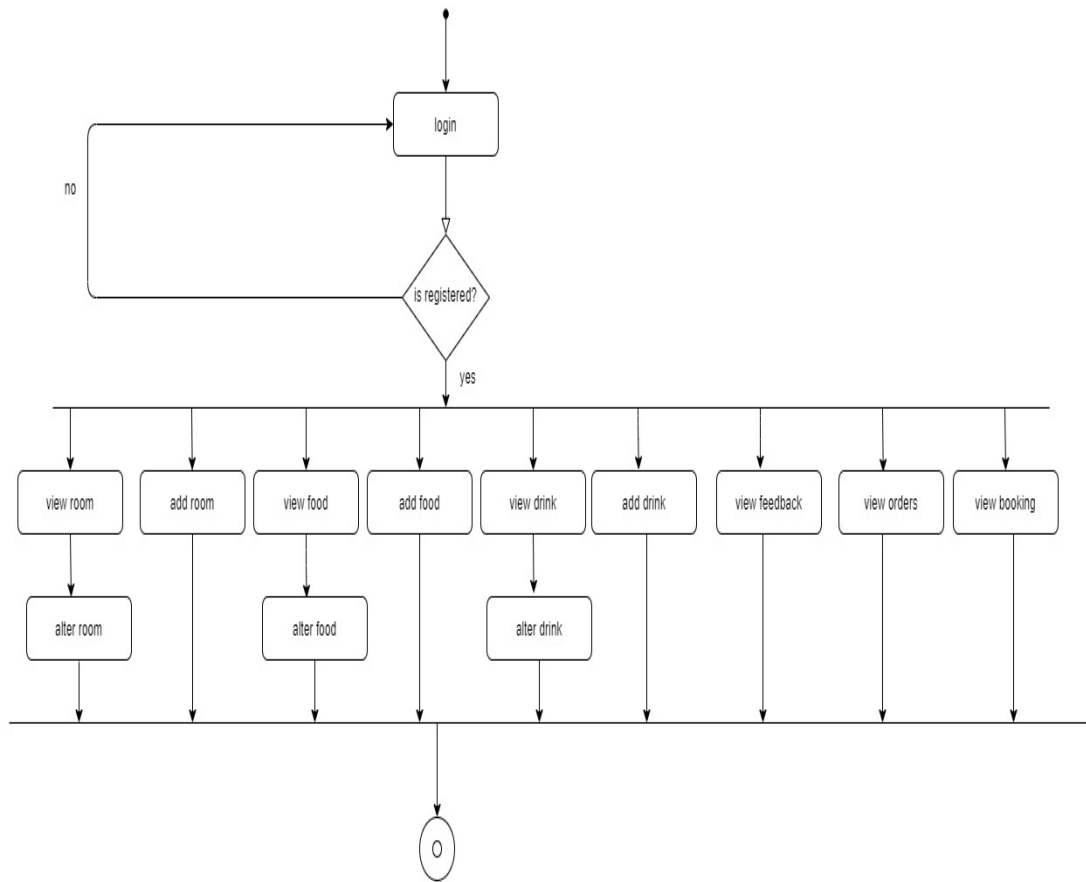 login
no
is registered?
yes
view room
add room
view food
add food
view drink
add drink
view feedback
view orders
view booking
alter room
alter food
alter drink